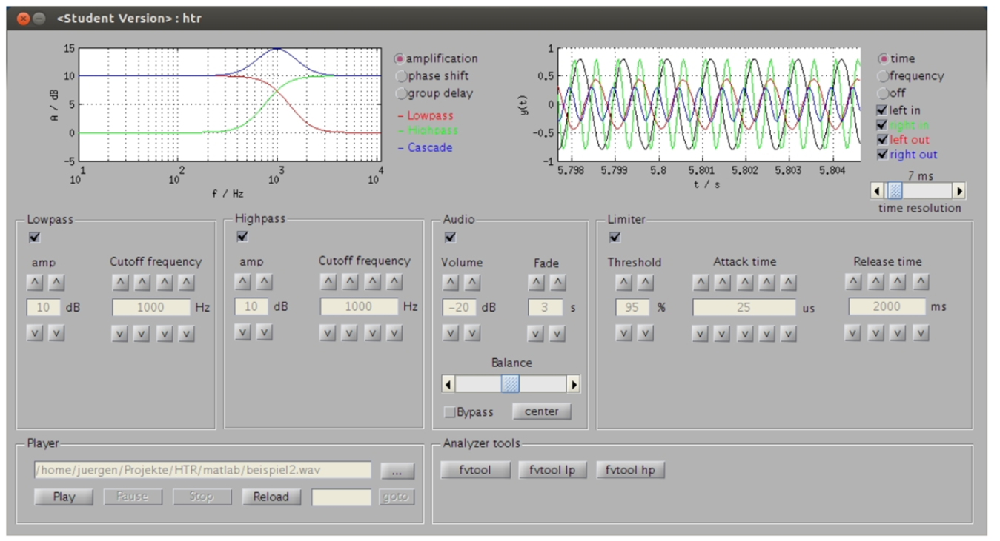 <Student Version> : htr
15
10
5
0
-5
A / dB
10^1 10^2 10^3 10^4
f / Hz
amplification
phase shift
group delay
- Lowpass
- Highpass
- Cascade
1
0.5
0
-0.5
-1
y(t)
5.798 5.799 5.8 5.801 5.802 5.803 5.804
t / s
time
frequency
off
left in
right in
left out
right out
7 ms
time resolution
Lowpass
amp Cutoff frequency
^ ^ ^ ^ ^ ^
10 dB 1000 Hz
v v v v v v
Highpass
amp Cutoff frequency
^ ^ ^ ^ ^ ^
10 dB 1000 Hz
v v v v v v
Audio
Volume Fade
^ ^ ^ ^
-20 dB 3 s
v v v v
Balance
Bypass center
Limiter
Threshold Attack time Release time
^ ^ ^ ^ ^ ^ ^ ^ ^ ^ ^
95 % 25 us 2000 ms
v v v v v v v v v v v
Player
/home/juergen/Projekte/HTR/matlab/beispiel2.wav ...
Play Pause Stop Reload goto
Analyzer tools
fvtool fvtool lp fvtool hp